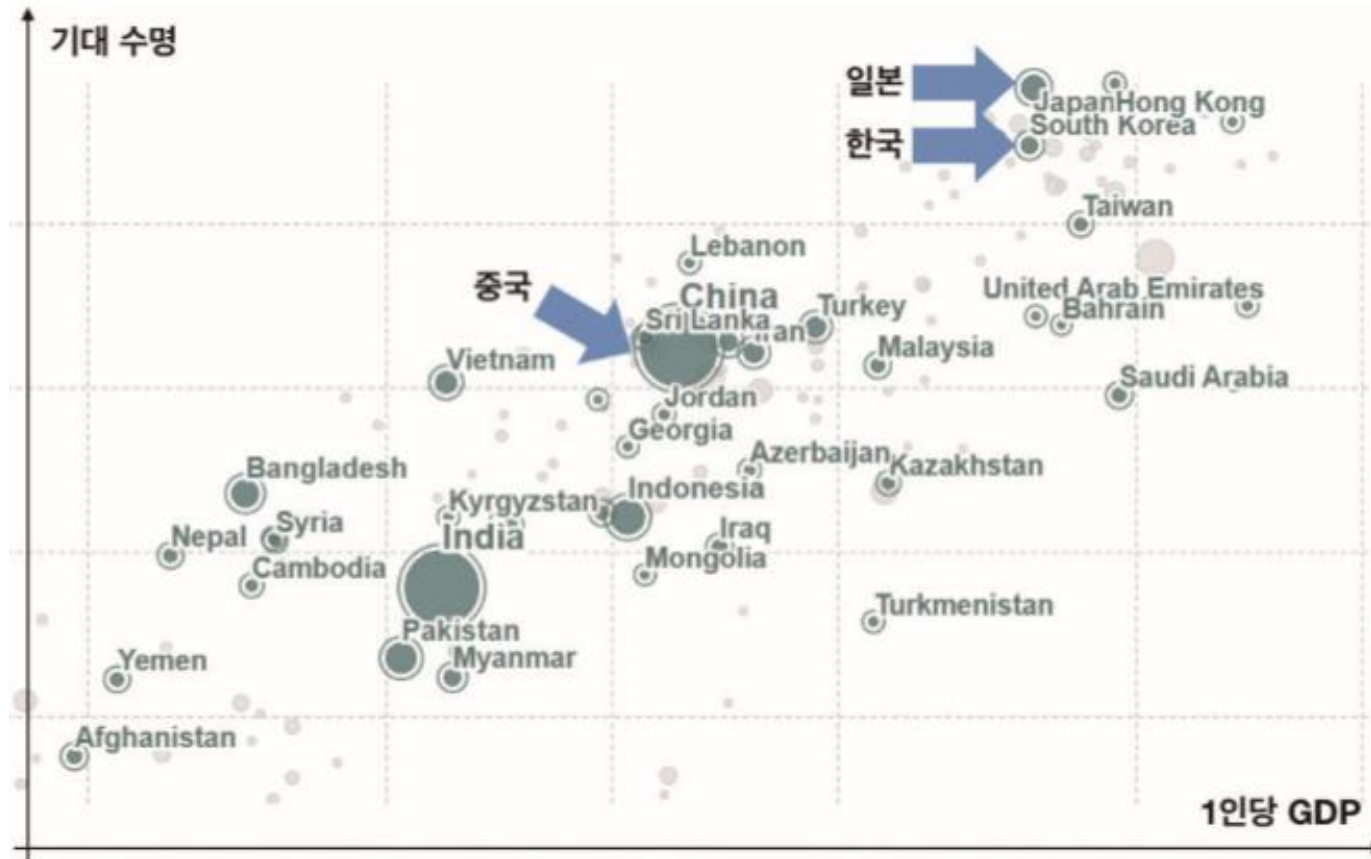 기대 수명
일본
JapanHong Kong
South Korea
한국
Taiwan
Lebanon
중국
China
United Arab Emirates
Turkey
Bahrain
Sri Lanka
Iran
Malaysia
Vietnam
Saudi Arabia
Jordan
Georgia
Azerbaijan
Kazakhstan
Bangladesh
Indonesia
Kyrgyzstan
Syria
Iraq
Nepal
India
Mongolia
Cambodia
Turkmenistan
Pakistan
Myanmar
Yemen
Afghanistan
1인당 GDP